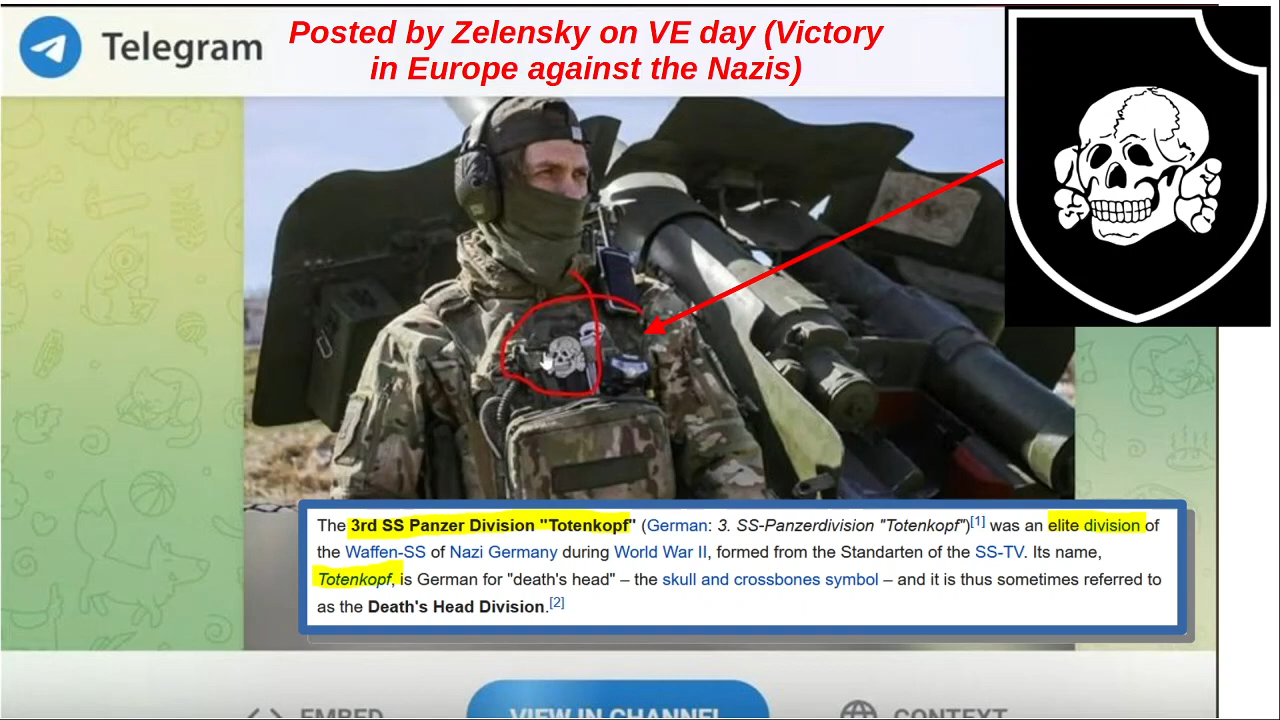 Telegram
Posted by Zelensky on VE day (Victory
in Europe against the Nazis)
The 3rd SS Panzer Division "Totenkopf" (German: 3. SS-Panzerdivision "Totenkopf")[1] was an elite division of
the Waffen-SS of Nazi Germany during World War II, formed from the Standarten of the SS-TV. Its name,
Totenkopf, is German for "death's head" – the skull and crossbones symbol – and it is thus sometimes referred to
as the Death's Head Division.[2]
EMBED
VIEW IN CHANNEL
CONTEXT